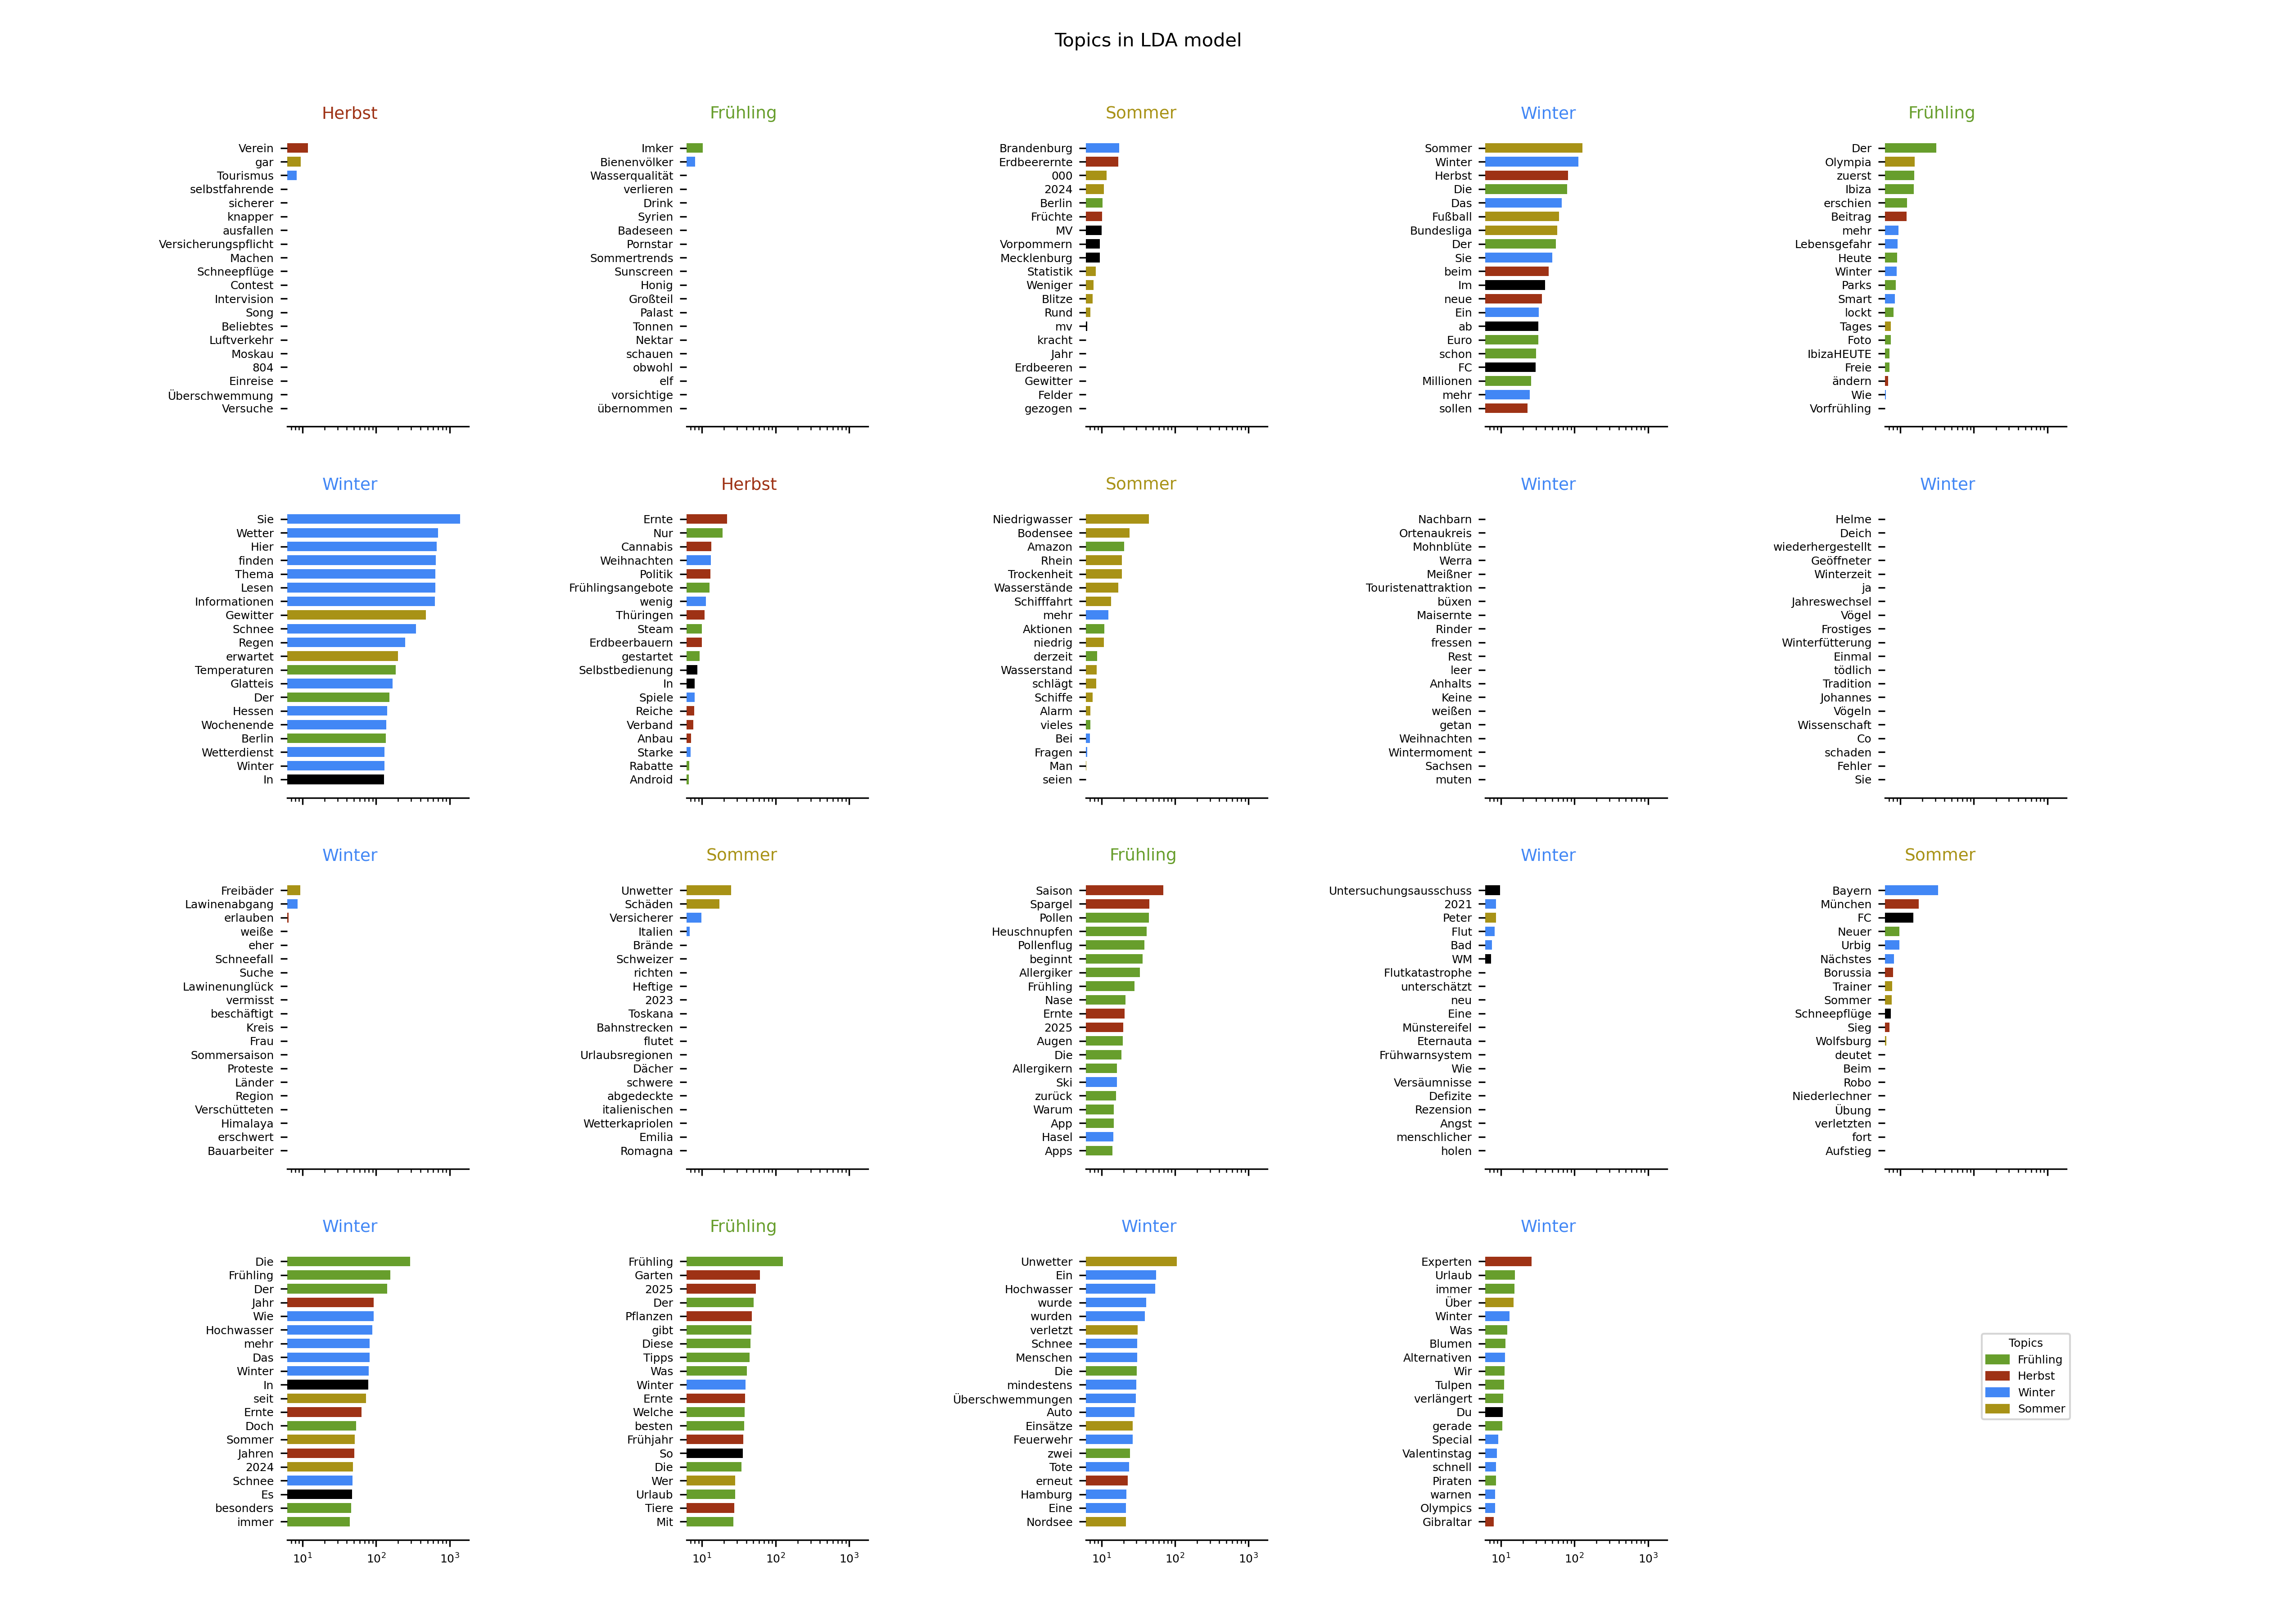 Topics in LDA model
Herbst
Verein
gar
Tourismus
selbstfahrende
sicherer
knapper
ausfallen
Versicherungspflicht
Machen
Schneepflüge
Contest
Intervision
Song
Beliebtes
Luftverkehr
Moskau
804
Einreise
Überschwemmung
Versuche
Frühling
Imker
Bienenvölker
Wasserqualität
verlieren
Drink
Syrien
Badeseen
Pornstar
Sommertrends
Sunscreen
Honig
Großteil
Palast
Tonnen
Nektar
schauen
obwohl
elf
vorsichtige
übernommen
Sommer
Brandenburg
Erdbeerernte
000
2024
Berlin
Früchte
MV
Vorpommern
Mecklenburg
Statistik
Weniger
Blitze
Rund
mv
kracht
Jahr
Erdbeeren
Gewitter
Felder
gezogen
Winter
Sommer
Winter
Herbst
Die
Das
Fußball
Bundesliga
Der
Sie
beim
Im
neue
Ein
ab
Euro
schon
FC
Millionen
mehr
sollen
Frühling
Der
Olympia
zuerst
Ibiza
erschien
Beitrag
mehr
Lebensgefahr
Heute
Winter
Parks
Smart
lockt
Tages
Foto
IbizaHEUTE
Freie
ändern
Wie
Vorfrühling
Winter
Sie
Wetter
Hier
finden
Thema
Lesen
Informationen
Gewitter
Schnee
Regen
erwartet
Temperaturen
Glatteis
Der
Hessen
Wochenende
Berlin
Wetterdienst
Winter
In
Herbst
Ernte
Nur
Cannabis
Weihnachten
Politik
Frühlingsangebote
wenig
Thüringen
Steam
Erdbeerbauern
gestartet
Selbstbedienung
In
Spiele
Reiche
Verband
Anbau
Starke
Rabatte
Android
Sommer
Niedrigwasser
Bodensee
Amazon
Rhein
Trockenheit
Wasserstände
Schifffahrt
mehr
Aktionen
niedrig
derzeit
Wasserstand
schlägt
Schiffe
Alarm
vieles
Bei
Fragen
Man
seien
Winter
Nachbarn
Ortenaukreis
Mohnblüte
Werra
Meißner
Touristenattraktion
büxen
Maisernte
Rinder
fressen
Rest
leer
Anhalts
Keine
weißen
getan
Weihnachten
Wintermoment
Sachsen
muten
Winter
Helme
Deich
wiederhergestellt
Geöffneter
Winterzeit
ja
Jahreswechsel
Vögel
Frostiges
Winterfütterung
Einmal
tödlich
Tradition
Johannes
Vögeln
Wissenschaft
Co
schaden
Fehler
Sie
Winter
Freibäder
Lawinenabgang
erlauben
weiße
eher
Schneefall
Suche
Lawinenunglück
vermisst
beschäftigt
Kreis
Frau
Sommersaison
Proteste
Länder
Region
Verschütteten
Himalaya
erschwert
Bauarbeiter
Sommer
Unwetter
Schäden
Versicherer
Italien
Brände
Schweizer
richten
Heftige
2023
Toskana
Bahnstrecken
flutet
Urlaubsregionen
Dächer
schwere
abgedeckte
italienischen
Wetterkapriolen
Emilia
Romagna
Frühling
Saison
Spargel
Pollen
Heuschnupfen
Pollenflug
beginnt
Allergiker
Frühling
Nase
Ernte
2025
Augen
Die
Allergikern
Ski
zurück
Warum
App
Hasel
Apps
Winter
Untersuchungsausschuss
2021
Peter
Flut
Bad
WM
Flutkatastrophe
unterschätzt
neu
Eine
Münstereifel
Eternauta
Frühwarnsystem
Wie
Versäumnisse
Defizite
Rezension
Angst
menschlicher
holen
Sommer
Bayern
München
FC
Neuer
Urbig
Nächstes
Borussia
Trainer
Sommer
Schneepflüge
Sieg
Wolfsburg
deutet
Beim
Robo
Niederlechner
Übung
verletzten
fort
Aufstieg
Winter
Die
Frühling
Der
Jahr
Wie
Hochwasser
mehr
Das
Winter
In
seit
Ernte
Doch
Sommer
Jahren
2024
Schnee
Es
besonders
immer
10¹ 10² 10³
Frühling
Frühling
Garten
2025
Der
Pflanzen
gibt
Diese
Tipps
Was
Winter
Ernte
Welche
besten
Frühjahr
So
Die
Wer
Urlaub
Tiere
Mit
10¹ 10² 10³
Winter
Unwetter
Ein
Hochwasser
wurde
wurden
verletzt
Schnee
Menschen
Die
mindestens
Überschwemmungen
Auto
Einsätze
Feuerwehr
zwei
Tote
erneut
Hamburg
Eine
Nordsee
10¹ 10² 10³
Winter
Experten
Urlaub
immer
Über
Winter
Was
Blumen
Alternativen
Wir
Tulpen
verlängert
Du
gerade
Special
Valentinstag
schnell
Piraten
warnen
Olympics
Gibraltar
10¹ 10² 10³
Topics
Frühling
Herbst
Winter
Sommer